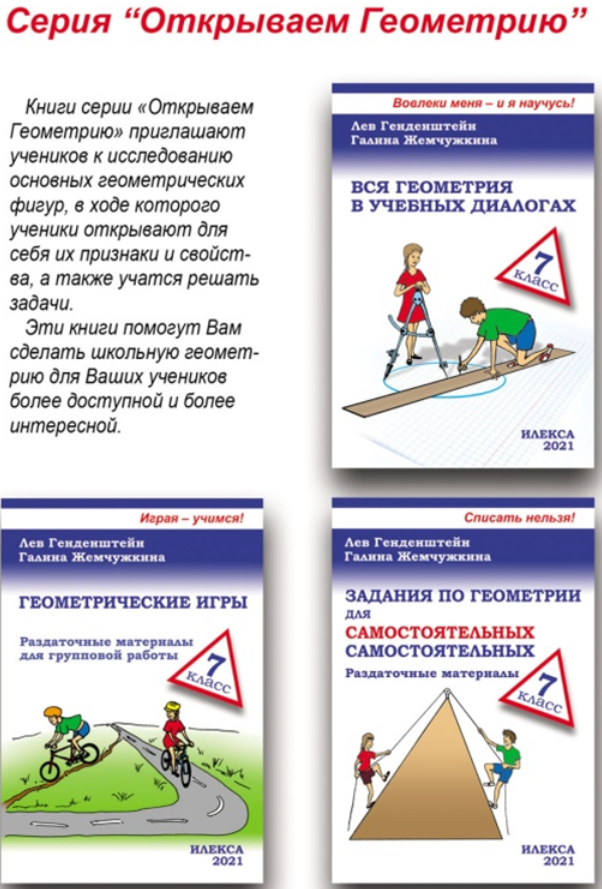 Серия “Открываем Геометрию”
Книги серии «Открываем
Геометрию» приглашают
учеников к исследованию
основных геометрических
фигур, в ходе которого
ученики открывают для
себя их признаки и свойст-
ва, а также учатся решать
задачи.
Эти книги помогут Вам
сделать школьную геомет-
рию для Ваших учеников
более доступной и более
интересной.
Вовлеки меня – и я научусь!
Лев Генденштейн
Галина Жемчужкина
ВСЯ ГЕОМЕТРИЯ
В УЧЕБНЫХ ДИАЛОГАХ
7
класс
ИЛЕКСА
2021
Играя – учимся!
Лев Генденштейн
Галина Жемчужкина
ГЕОМЕТРИЧЕСКИЕ ИГРЫ
Раздаточные материалы
для групповой работы
7
класс
ИЛЕКСА
2021
Списать нельзя!
Лев Генденштейн
Галина Жемчужкина
ЗАДАНИЯ ПО ГЕОМЕТРИИ
для
САМОСТОЯТЕЛЬНЫХ
САМОСТОЯТЕЛЬНЫХ
Раздаточные материалы
7
класс
ИЛЕКСА
2021